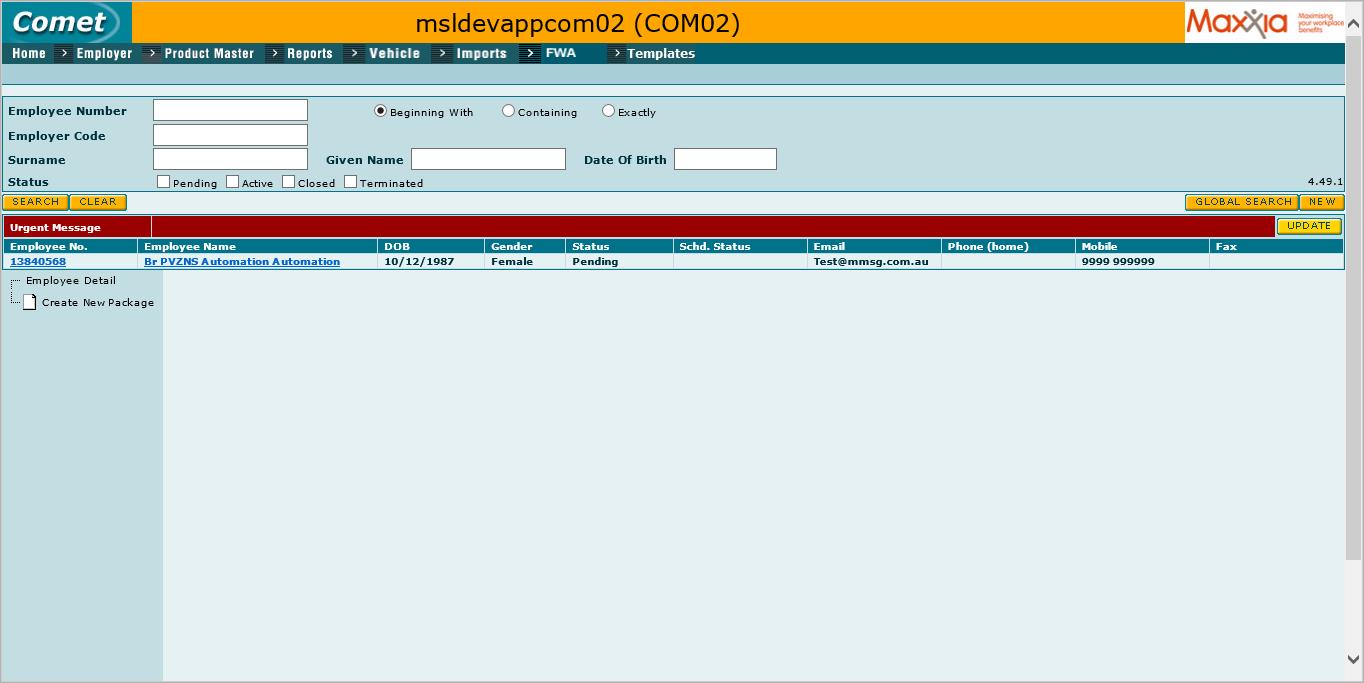 Comet
msldevappcom02 (COM02)
Maxxia Maximising your workplace benefits
Home > Employer > Product Master > Reports > Vehicle > Imports > FWA > Templates
Employee Number Beginning With Containing Exactly
Employer Code
Surname Given Name Date Of Birth
Status Pending Active Closed Terminated 4.49.1
SEARCH CLEAR GLOBAL SEARCH NEW
Urgent Message UPDATE
Employee No. Employee Name DOB Gender Status Schd. Status Email Phone (home) Mobile Fax
13840568 Br PVZNS Automation Automation 10/12/1987 Female Pending Test@mmsg.com.au 9999 999999
Employee Detail
Create New Package